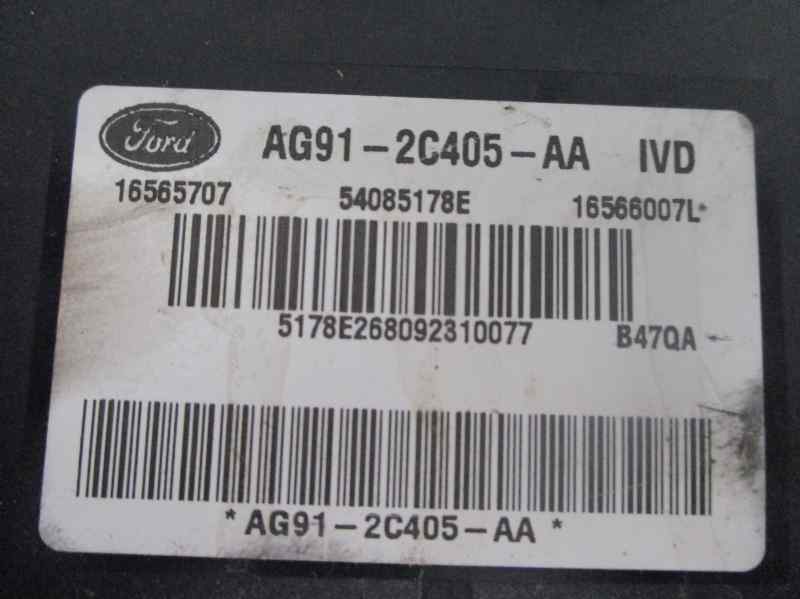 Ford AG91-2C405-AA IVD
16565707 54085178E 16566007L*
5178E268092310077 B47QA
*AG91-2C405-AA*